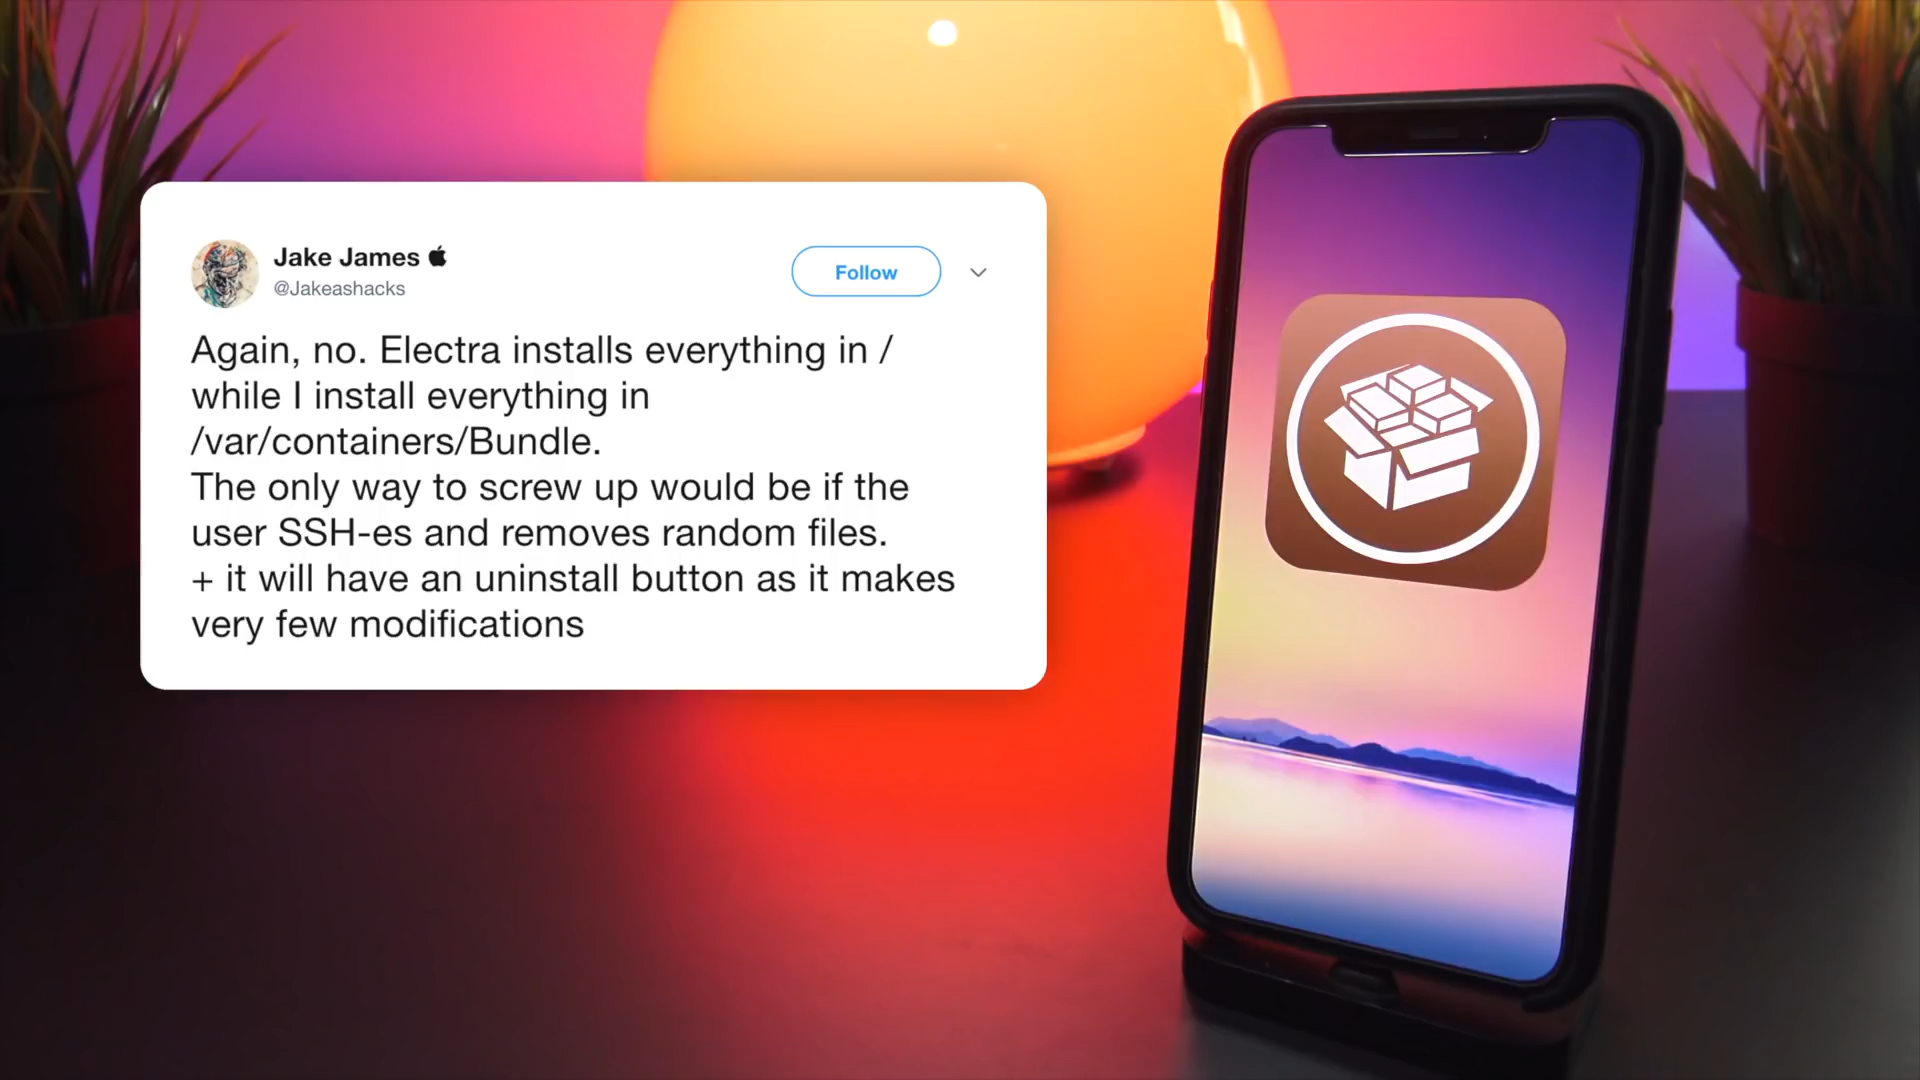 Jake James
@Jakeashacks
Follow
Again, no. Electra installs everything in /
while I install everything in
/var/containers/Bundle.
The only way to screw up would be if the
user SSH-es and removes random files.
+ it will have an uninstall button as it makes
very few modifications